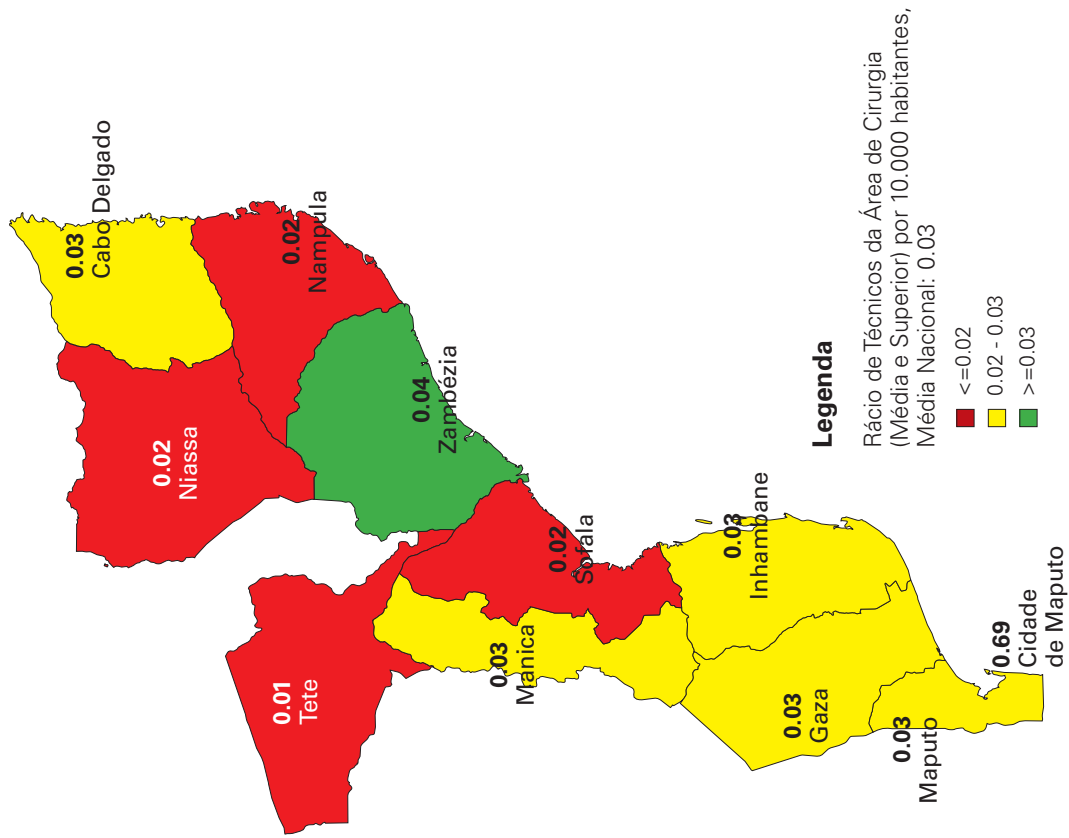 0.03
Cabo Delgado
0.02
Niassa
0.02
Nampula
0.04
Zambézia
0.01
Tete
0.02
Sofala
0.03
Manica
0.03
Inhambane
0.03
Gaza
0.03
Maputo
0.69
Cidade
de Maputo
Legenda
Rácio de Técnicos da Área de Cirurgia
(Média e Superior) por 10.000 habitantes,
Média Nacional: 0.03
<=0.02
0.02 - 0.03
>=0.03